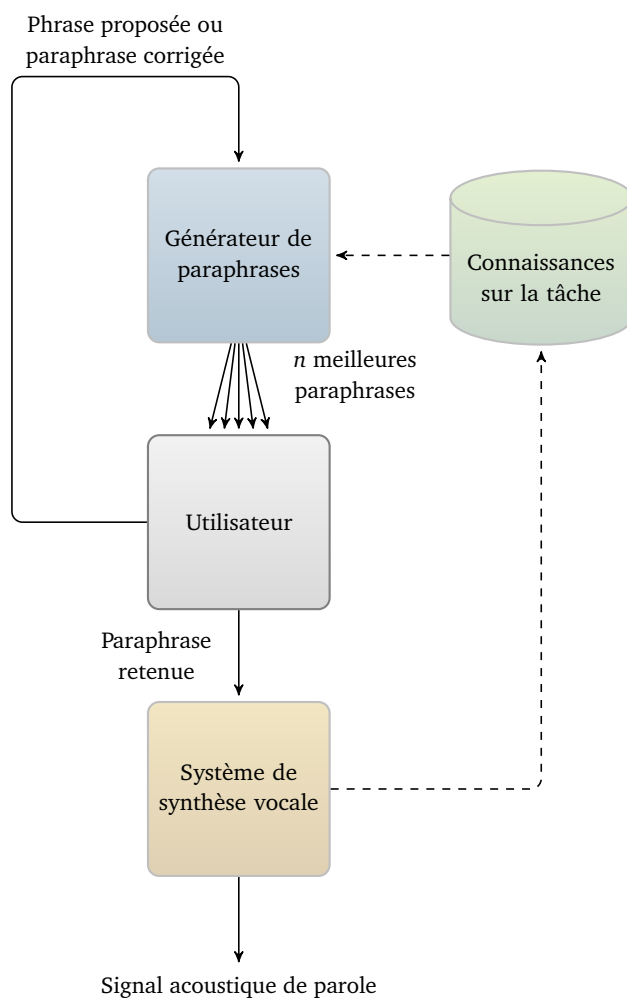 Phrase proposée ou
paraphrase corrigée
Générateur de
paraphrases
Connaissances
sur la tâche
n meilleures
paraphrases
Utilisateur
Paraphrase
retenue
Système de
synthèse vocale
Signal acoustique de parole